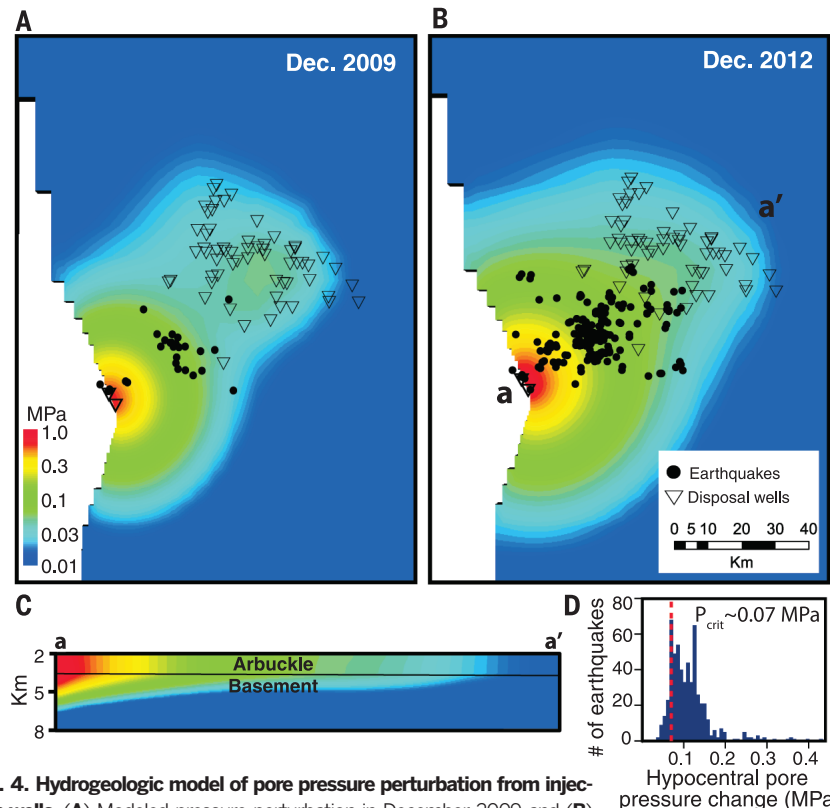 A
Dec. 2009
MPa
1.0
0.3
0.1
0.03
0.01
B
Dec. 2012
a'
a
Earthquakes
Disposal wells
0 5 10 20 30 40
Km
C
a a'
2
Arbuckle
Basement
5
8
Km
D
80
60
40
20
0
# of earthquakes
Pcrit~0.07 MPa
0.1 0.2 0.3 0.4
Hypocentral pore
pressure change (MPa
. 4. Hydrogeologic model of pore pressure perturbation from injec-